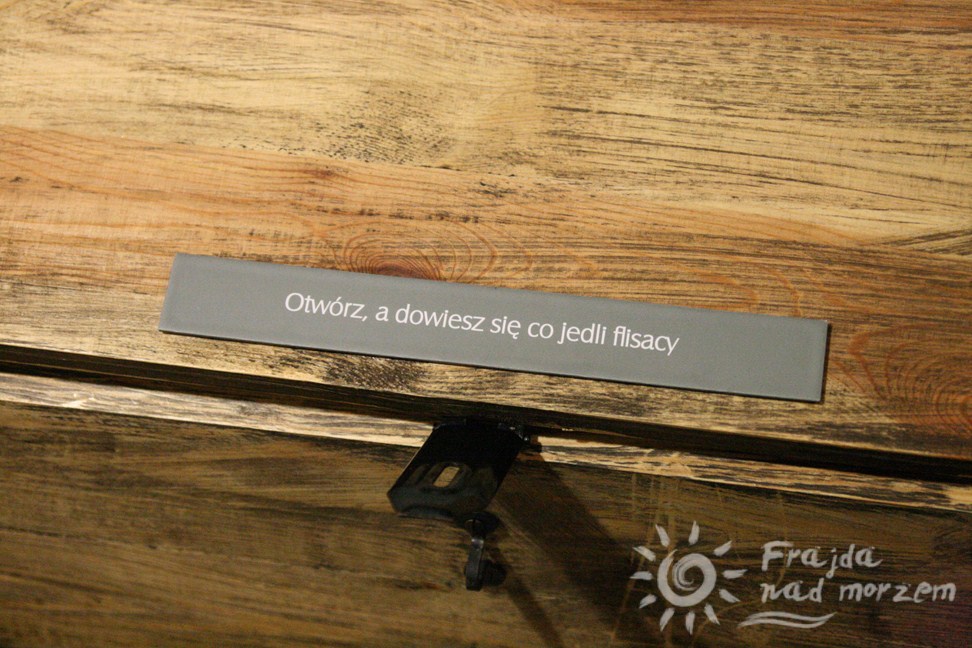 Otwórz, a dowiesz się co jedli flisacy
Frajda
nad morzem